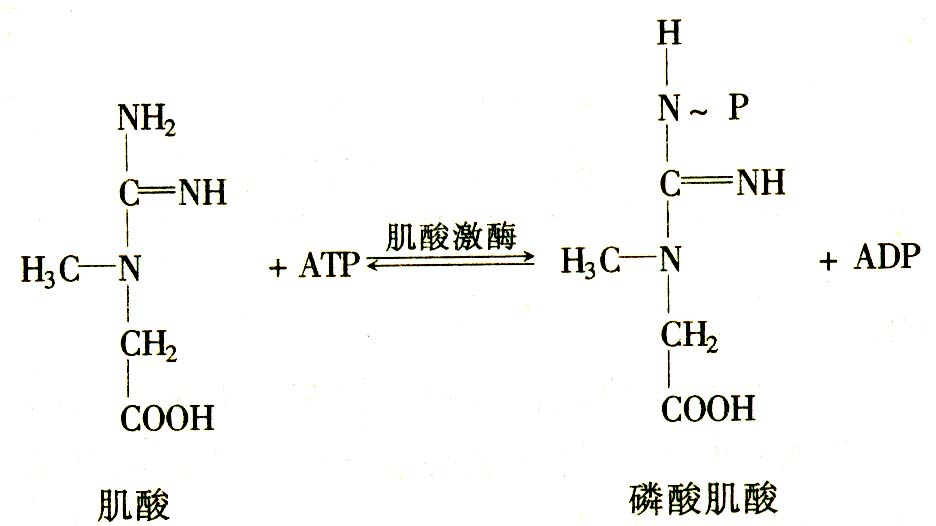 H
NH₂
N~ P
C=NH
C=NH
肌酸激酶
H₃C—N
+ ATP
H₃C—N
+ ADP
CH₂
CH₂
COOH
COOH
肌酸
磷酸肌酸